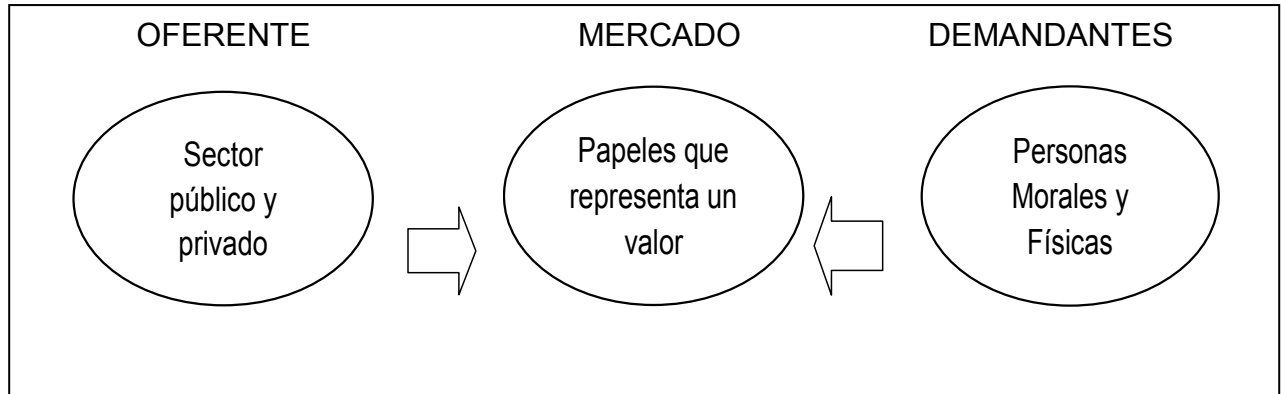 OFERENTE
MERCADO
DEMANDANTES
Sector
público y
privado
Papeles que
representa un
valor
Personas
Morales y
Físicas